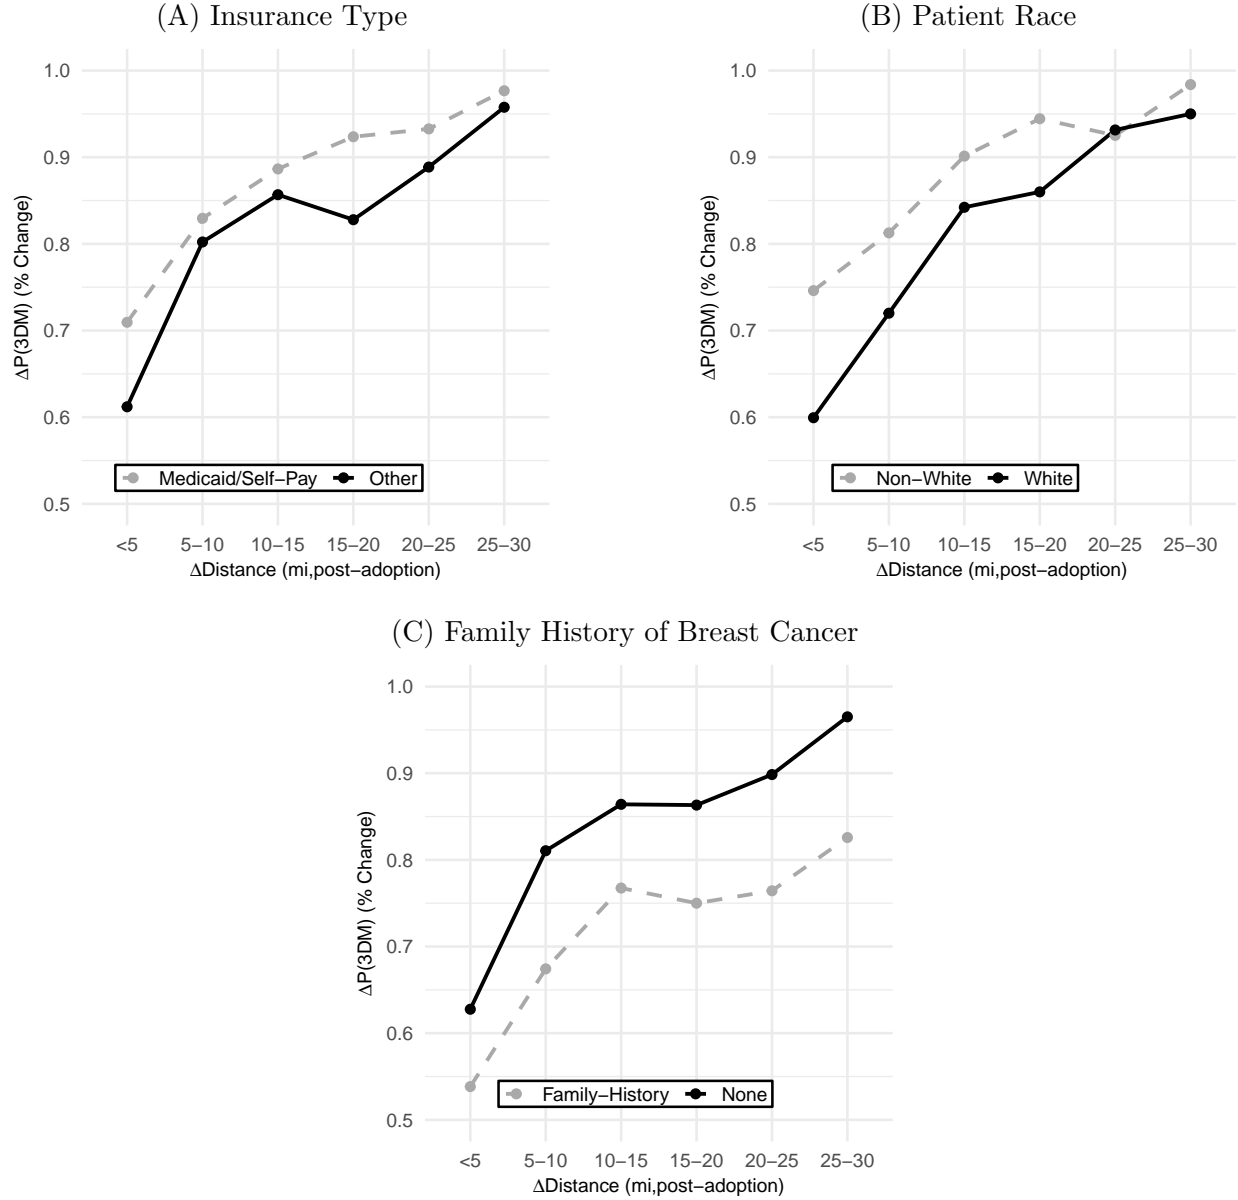 (A) Insurance Type
ΔP(3DM) (% Change)
1.0
0.9
0.8
0.7
0.6
0.5
Medicaid/Self−Pay Other
<5 5−10 10−15 15−20 20−25 25−30
ΔDistance (mi,post−adoption)
(B) Patient Race
ΔP(3DM) (% Change)
1.0
0.9
0.8
0.7
0.6
0.5
Non−White White
<5 5−10 10−15 15−20 20−25 25−30
ΔDistance (mi,post−adoption)
(C) Family History of Breast Cancer
ΔP(3DM) (% Change)
1.0
0.9
0.8
0.7
0.6
0.5
Family−History None
<5 5−10 10−15 15−20 20−25 25−30
ΔDistance (mi,post−adoption)